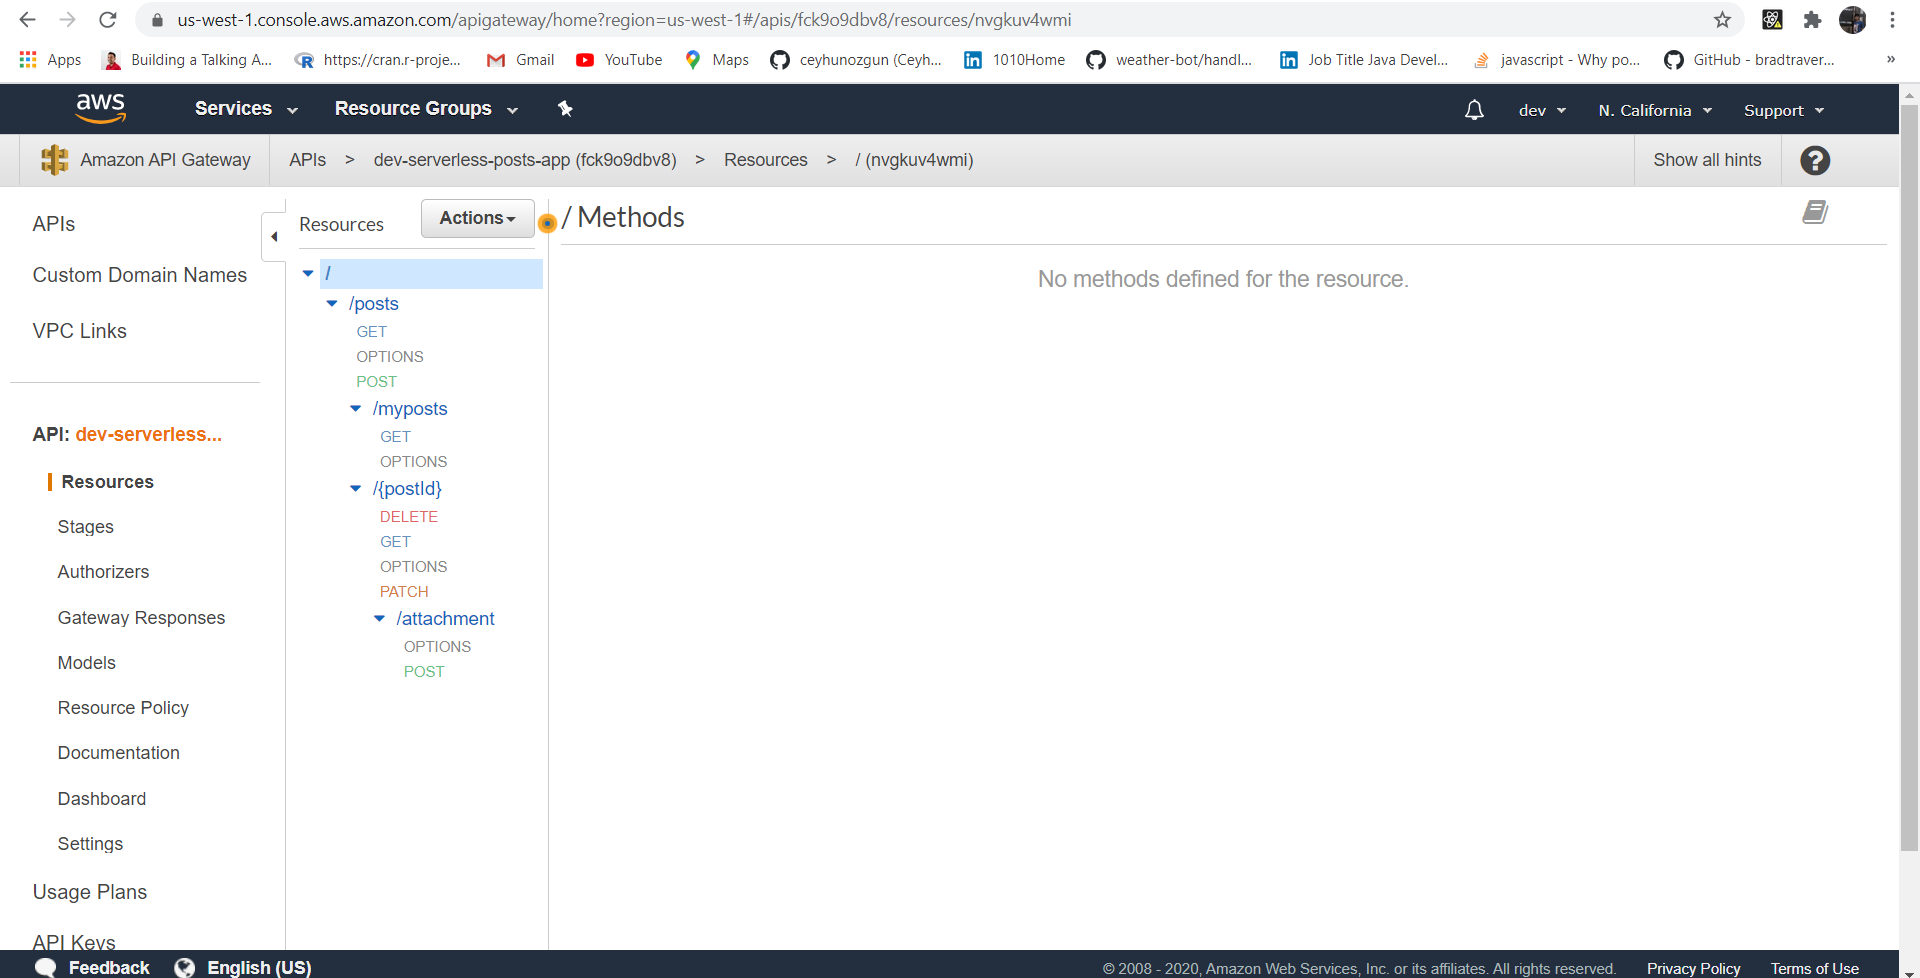 us-west-1.console.aws.amazon.com/apigateway/home?region=us-west-1#/apis/fck9o9dbv8/resources/nvgkuv4wmi
Apps Building a Talking A... https://cran.r-proje... Gmail YouTube Maps ceyhunozgun (Ceyh... 1010Home weather-bot/handl... Job Title Java Devel... javascript - Why po... GitHub - bradtraver... »
aws Services Resource Groups dev N. California Support
Amazon API Gateway APIs > dev-serverless-posts-app (fck9o9dbv8) > Resources > / (nvgkuv4wmi) Show all hints ?
APIs
Custom Domain Names
VPC Links
API: dev-serverless...
Resources
Stages
Authorizers
Gateway Responses
Models
Resource Policy
Documentation
Dashboard
Settings
Usage Plans
API Keys
Resources Actions
/
/posts
GET
OPTIONS
POST
/myposts
GET
OPTIONS
/{postId}
DELETE
GET
OPTIONS
PATCH
/attachment
OPTIONS
POST
/ Methods
No methods defined for the resource.
Feedback English (US) © 2008 - 2020, Amazon Web Services, Inc. or its affiliates. All rights reserved. Privacy Policy Terms of Use